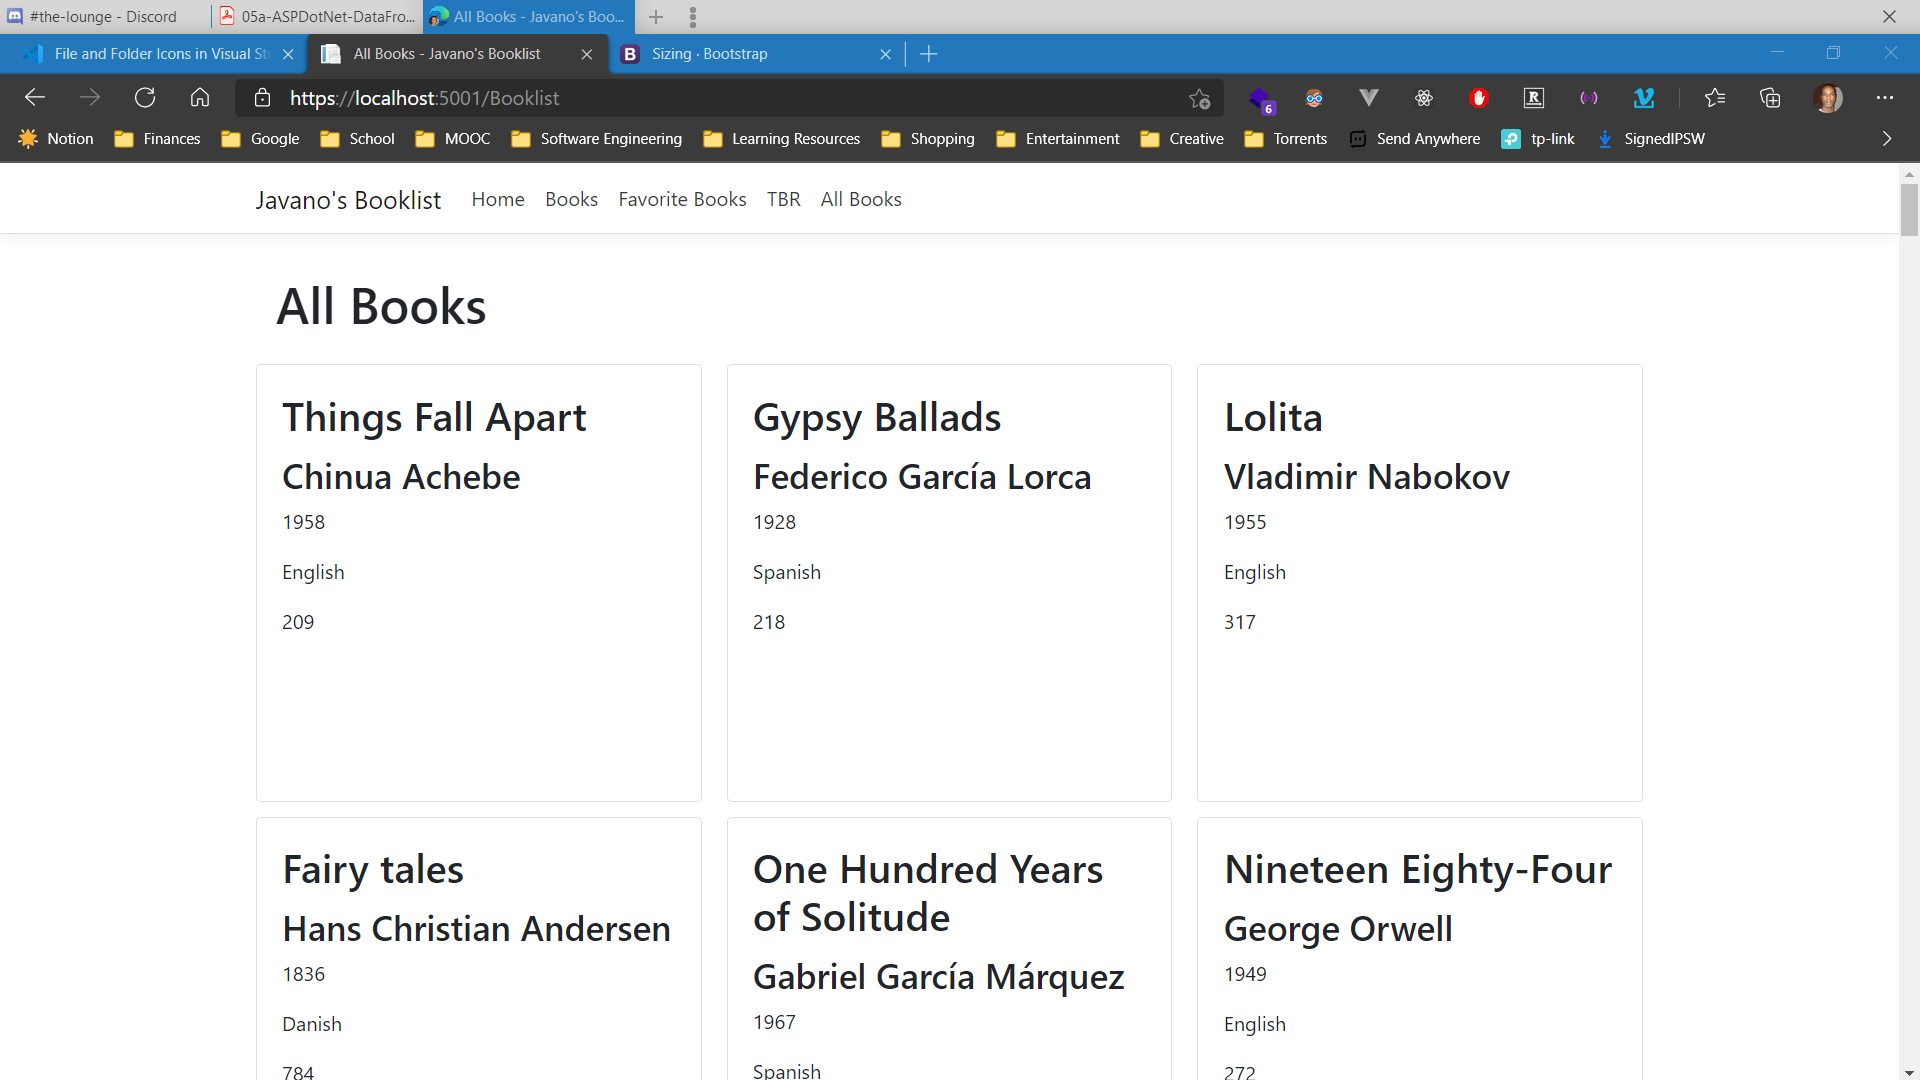 #the-lounge - Discord
05a-ASPDotNet-DataFro...
All Books - Javano's Boo...
File and Folder Icons in Visual St
All Books - Javano's Booklist
B
Sizing · Bootstrap
https://localhost:5001/Booklist
6
R
Notion
Finances
Google
School
MOOC
Software Engineering
Learning Resources
Shopping
Entertainment
Creative
Torrents
Send Anywhere
tp-link
SignedIPSW
Javano's Booklist
Home
Books
Favorite Books
TBR
All Books
All Books
Things Fall Apart
Chinua Achebe
1958
English
209
Gypsy Ballads
Federico García Lorca
1928
Spanish
218
Lolita
Vladimir Nabokov
1955
English
317
Fairy tales
Hans Christian Andersen
1836
Danish
784
One Hundred Years
of Solitude
Gabriel García Márquez
1967
Spanish
Nineteen Eighty-Four
George Orwell
1949
English
272